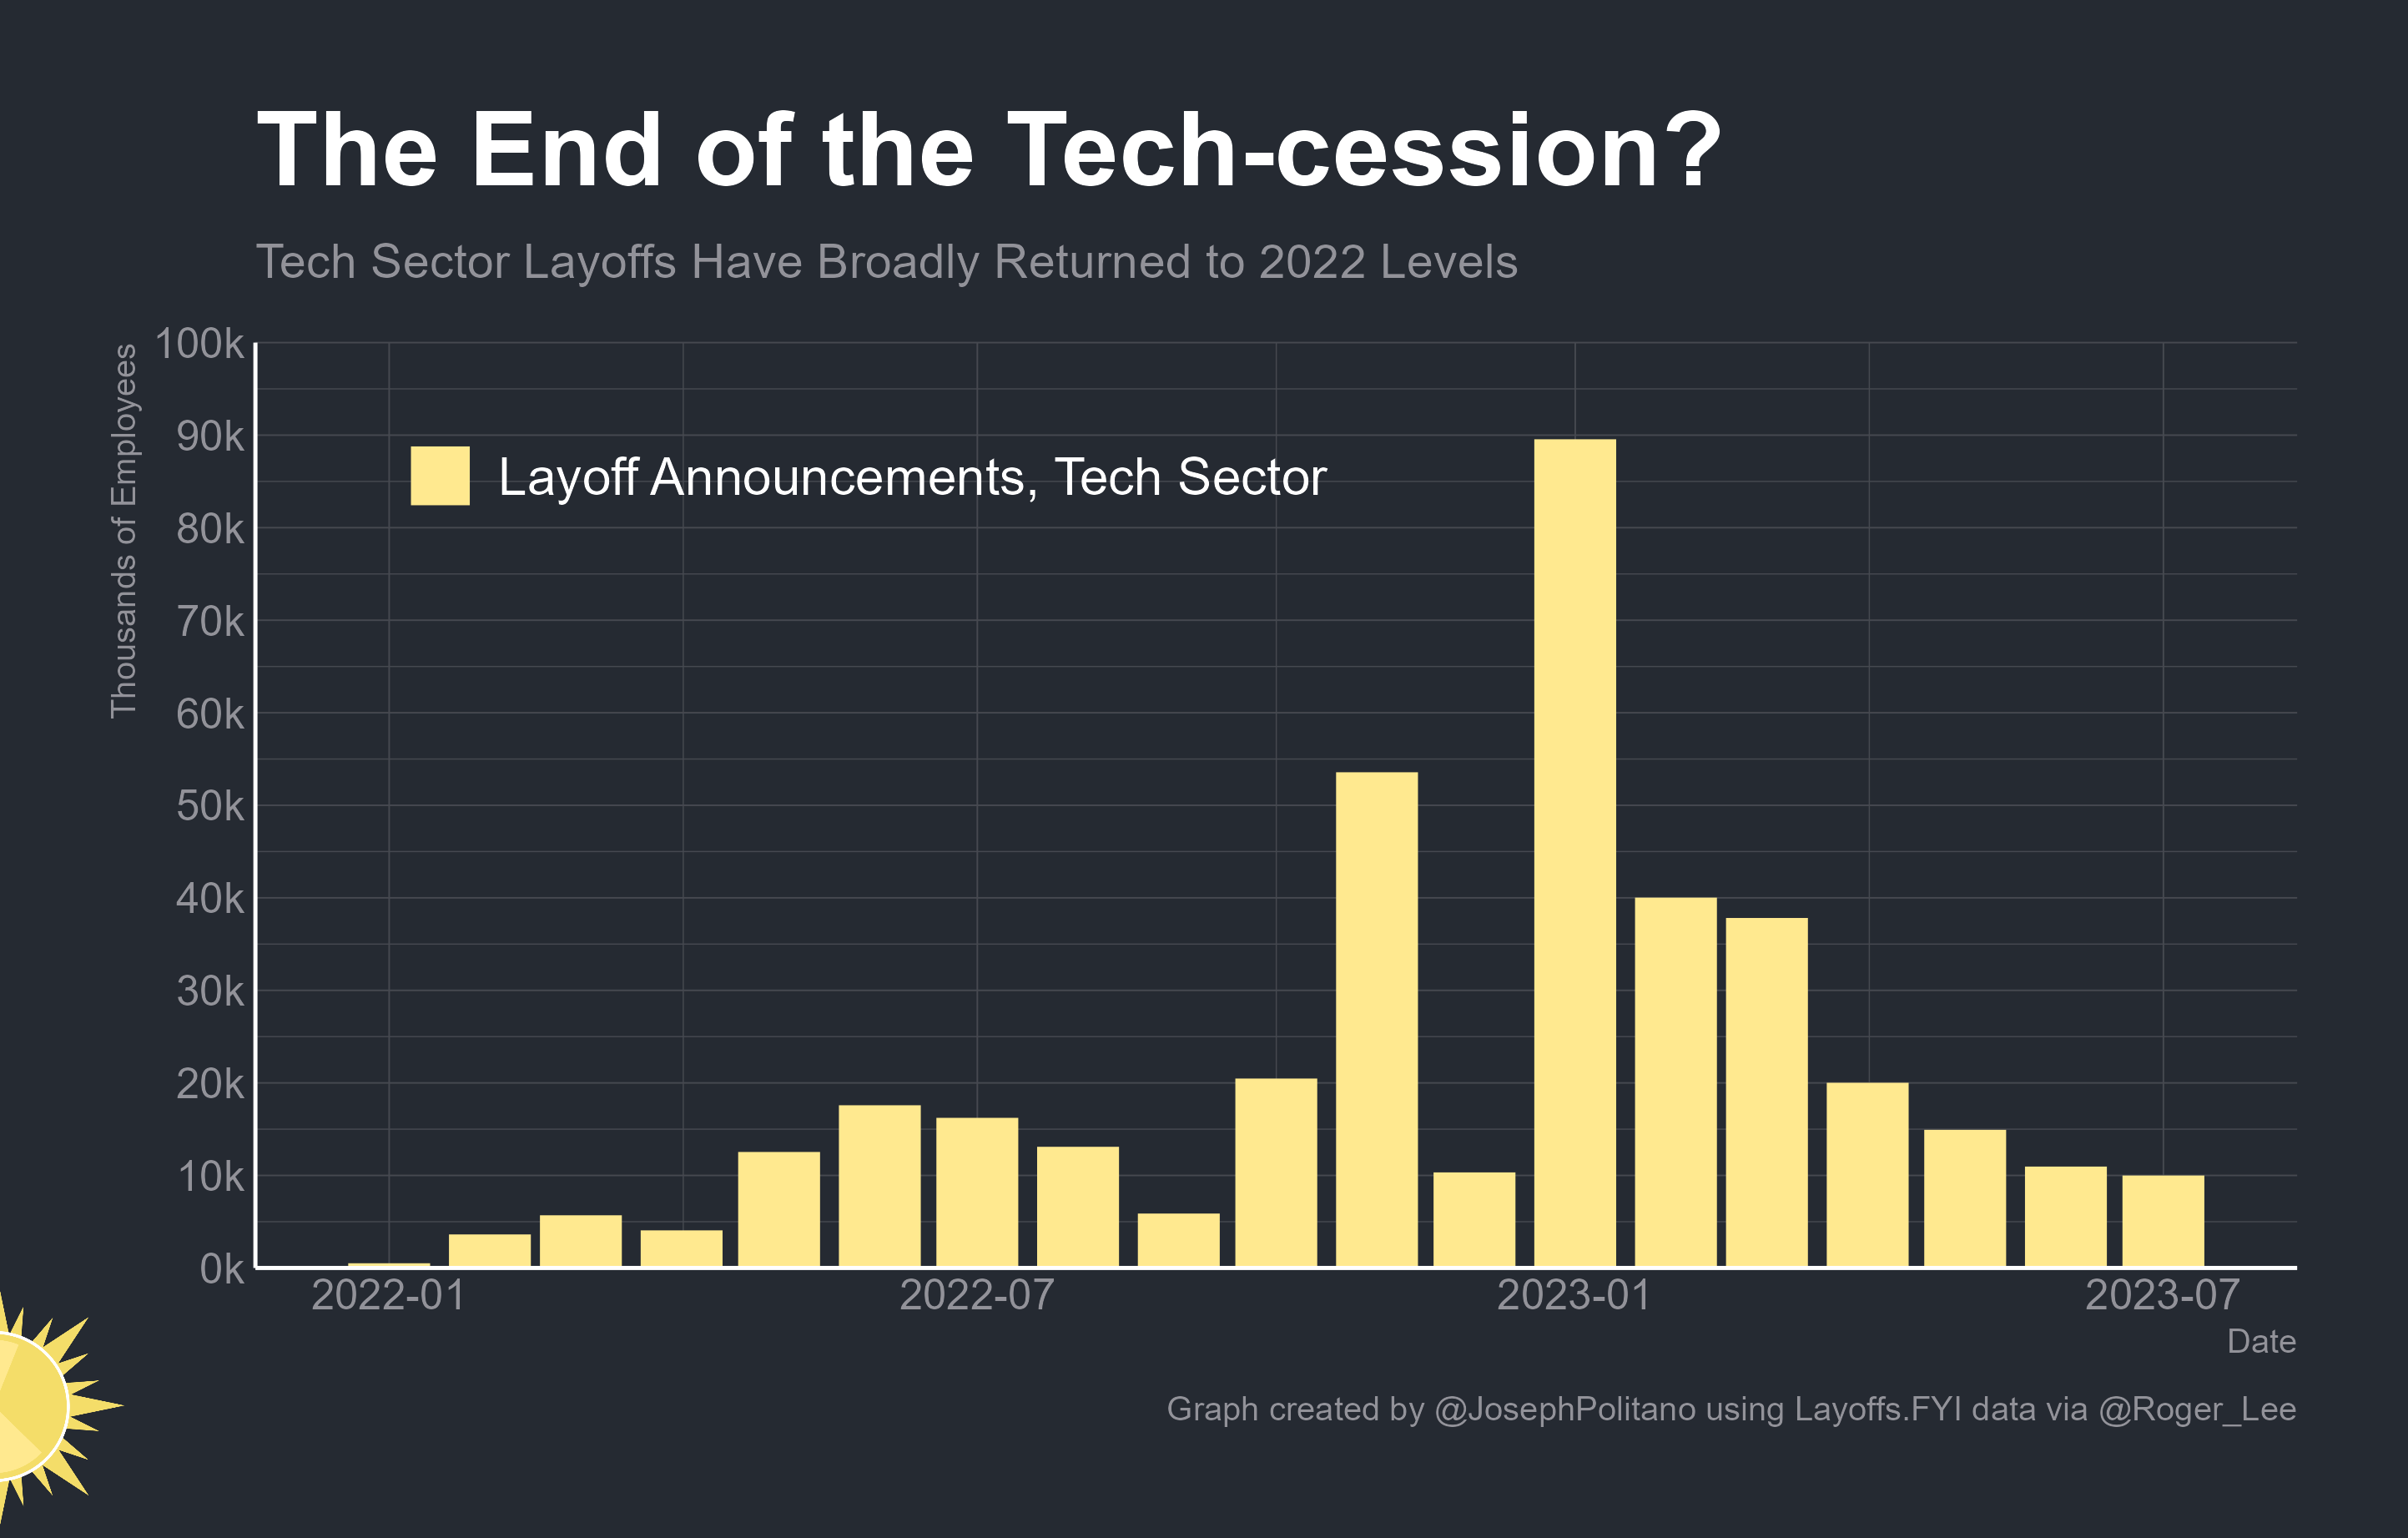 The End of the Tech-cession?
Tech Sector Layoffs Have Broadly Returned to 2022 Levels
Thousands of Employees
100k
90k
80k
70k
60k
50k
40k
30k
20k
10k
0k
Layoff Announcements, Tech Sector
2022-01
2022-07
2023-01
2023-07
Date
Graph created by @JosephPolitano using Layoffs.FYI data via @Roger_Lee